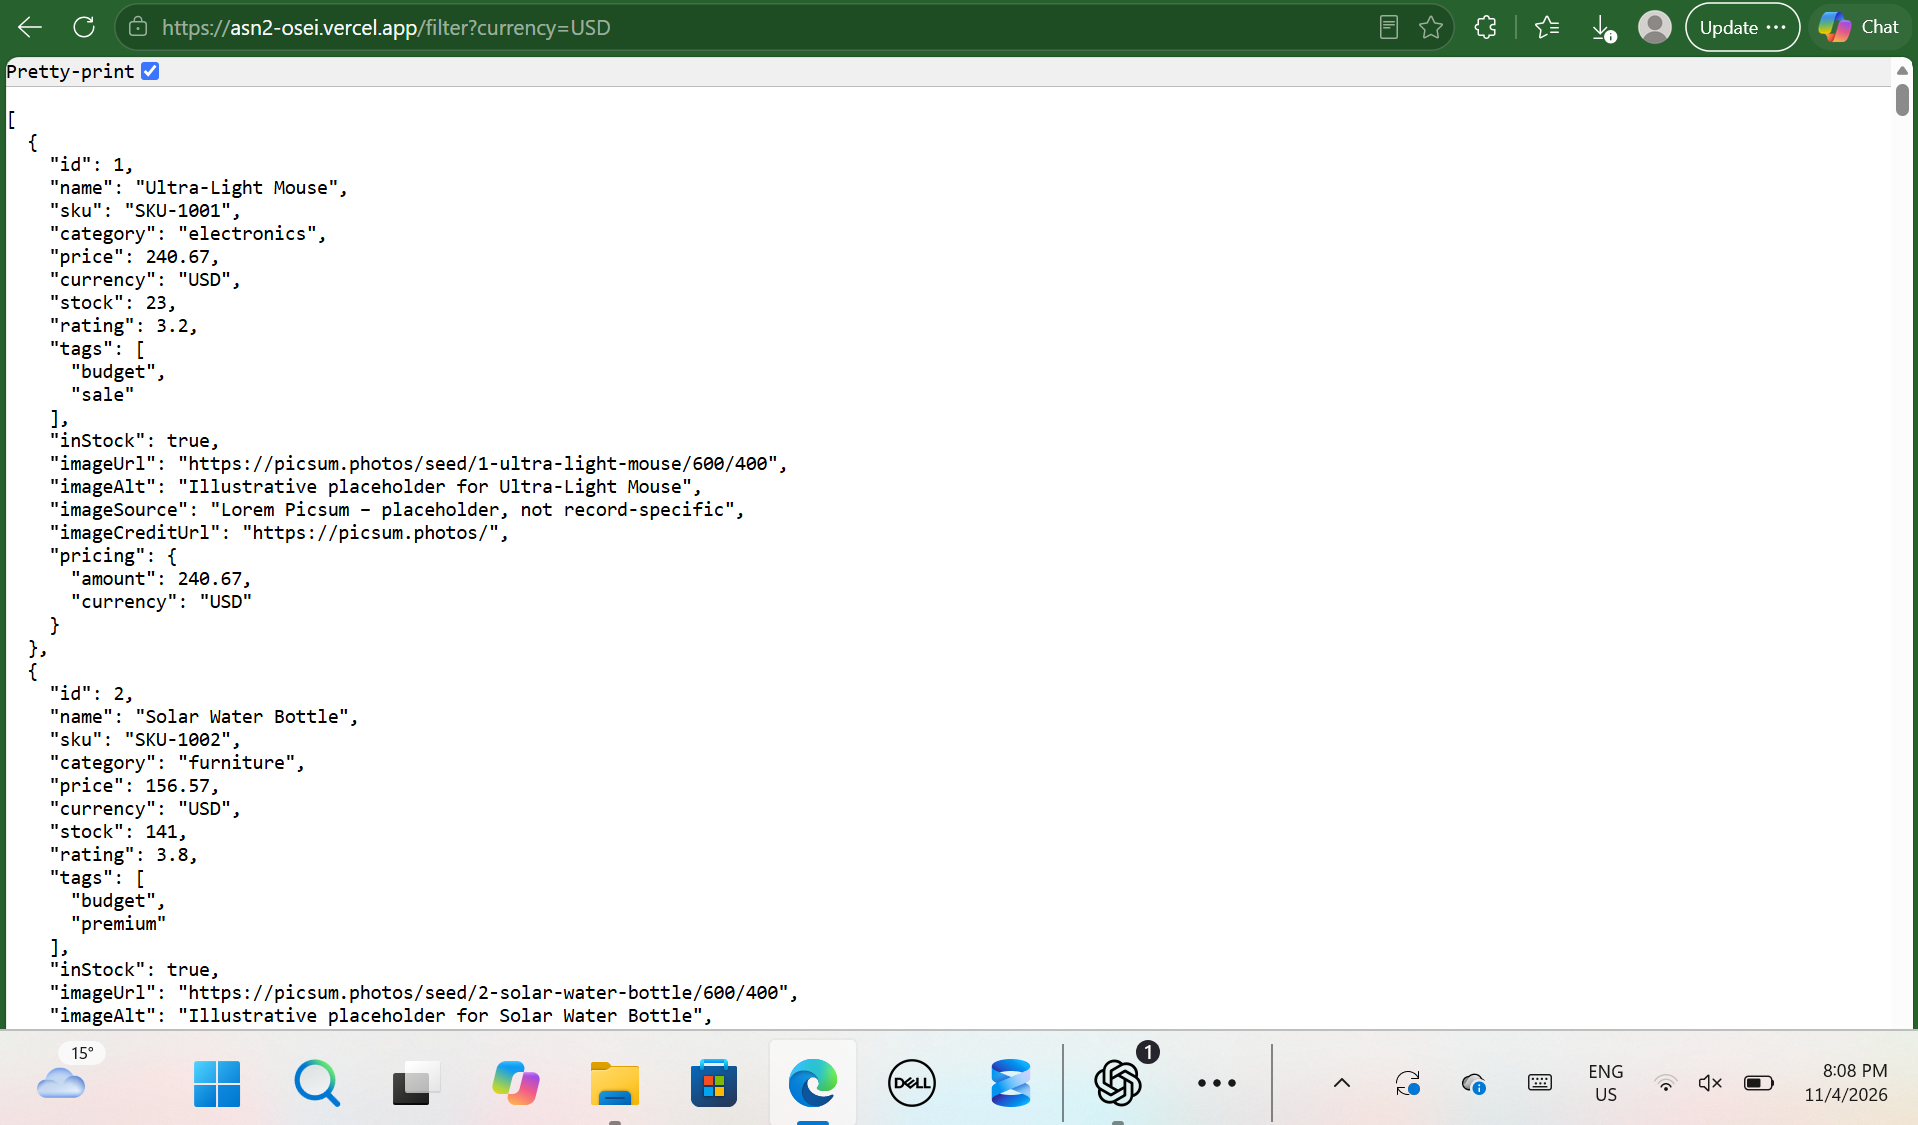 https://asn2-osei.vercel.app/filter?currency=USD
Update
Chat
Pretty-print
[
  {
    "id": 1,
    "name": "Ultra-Light Mouse",
    "sku": "SKU-1001",
    "category": "electronics",
    "price": 240.67,
    "currency": "USD",
    "stock": 23,
    "rating": 3.2,
    "tags": [
      "budget",
      "sale"
    ],
    "inStock": true,
    "imageUrl": "https://picsum.photos/seed/1-ultra-light-mouse/600/400",
    "imageAlt": "Illustrative placeholder for Ultra-Light Mouse",
    "imageSource": "Lorem Picsum – placeholder, not record-specific",
    "imageCreditUrl": "https://picsum.photos/",
    "pricing": {
      "amount": 240.67,
      "currency": "USD"
    }
  },
  {
    "id": 2,
    "name": "Solar Water Bottle",
    "sku": "SKU-1002",
    "category": "furniture",
    "price": 156.57,
    "currency": "USD",
    "stock": 141,
    "rating": 3.8,
    "tags": [
      "budget",
      "premium"
    ],
    "inStock": true,
    "imageUrl": "https://picsum.photos/seed/2-solar-water-bottle/600/400",
    "imageAlt": "Illustrative placeholder for Solar Water Bottle",
15°
DELL
1
ENG
US
8:08 PM
11/4/2026